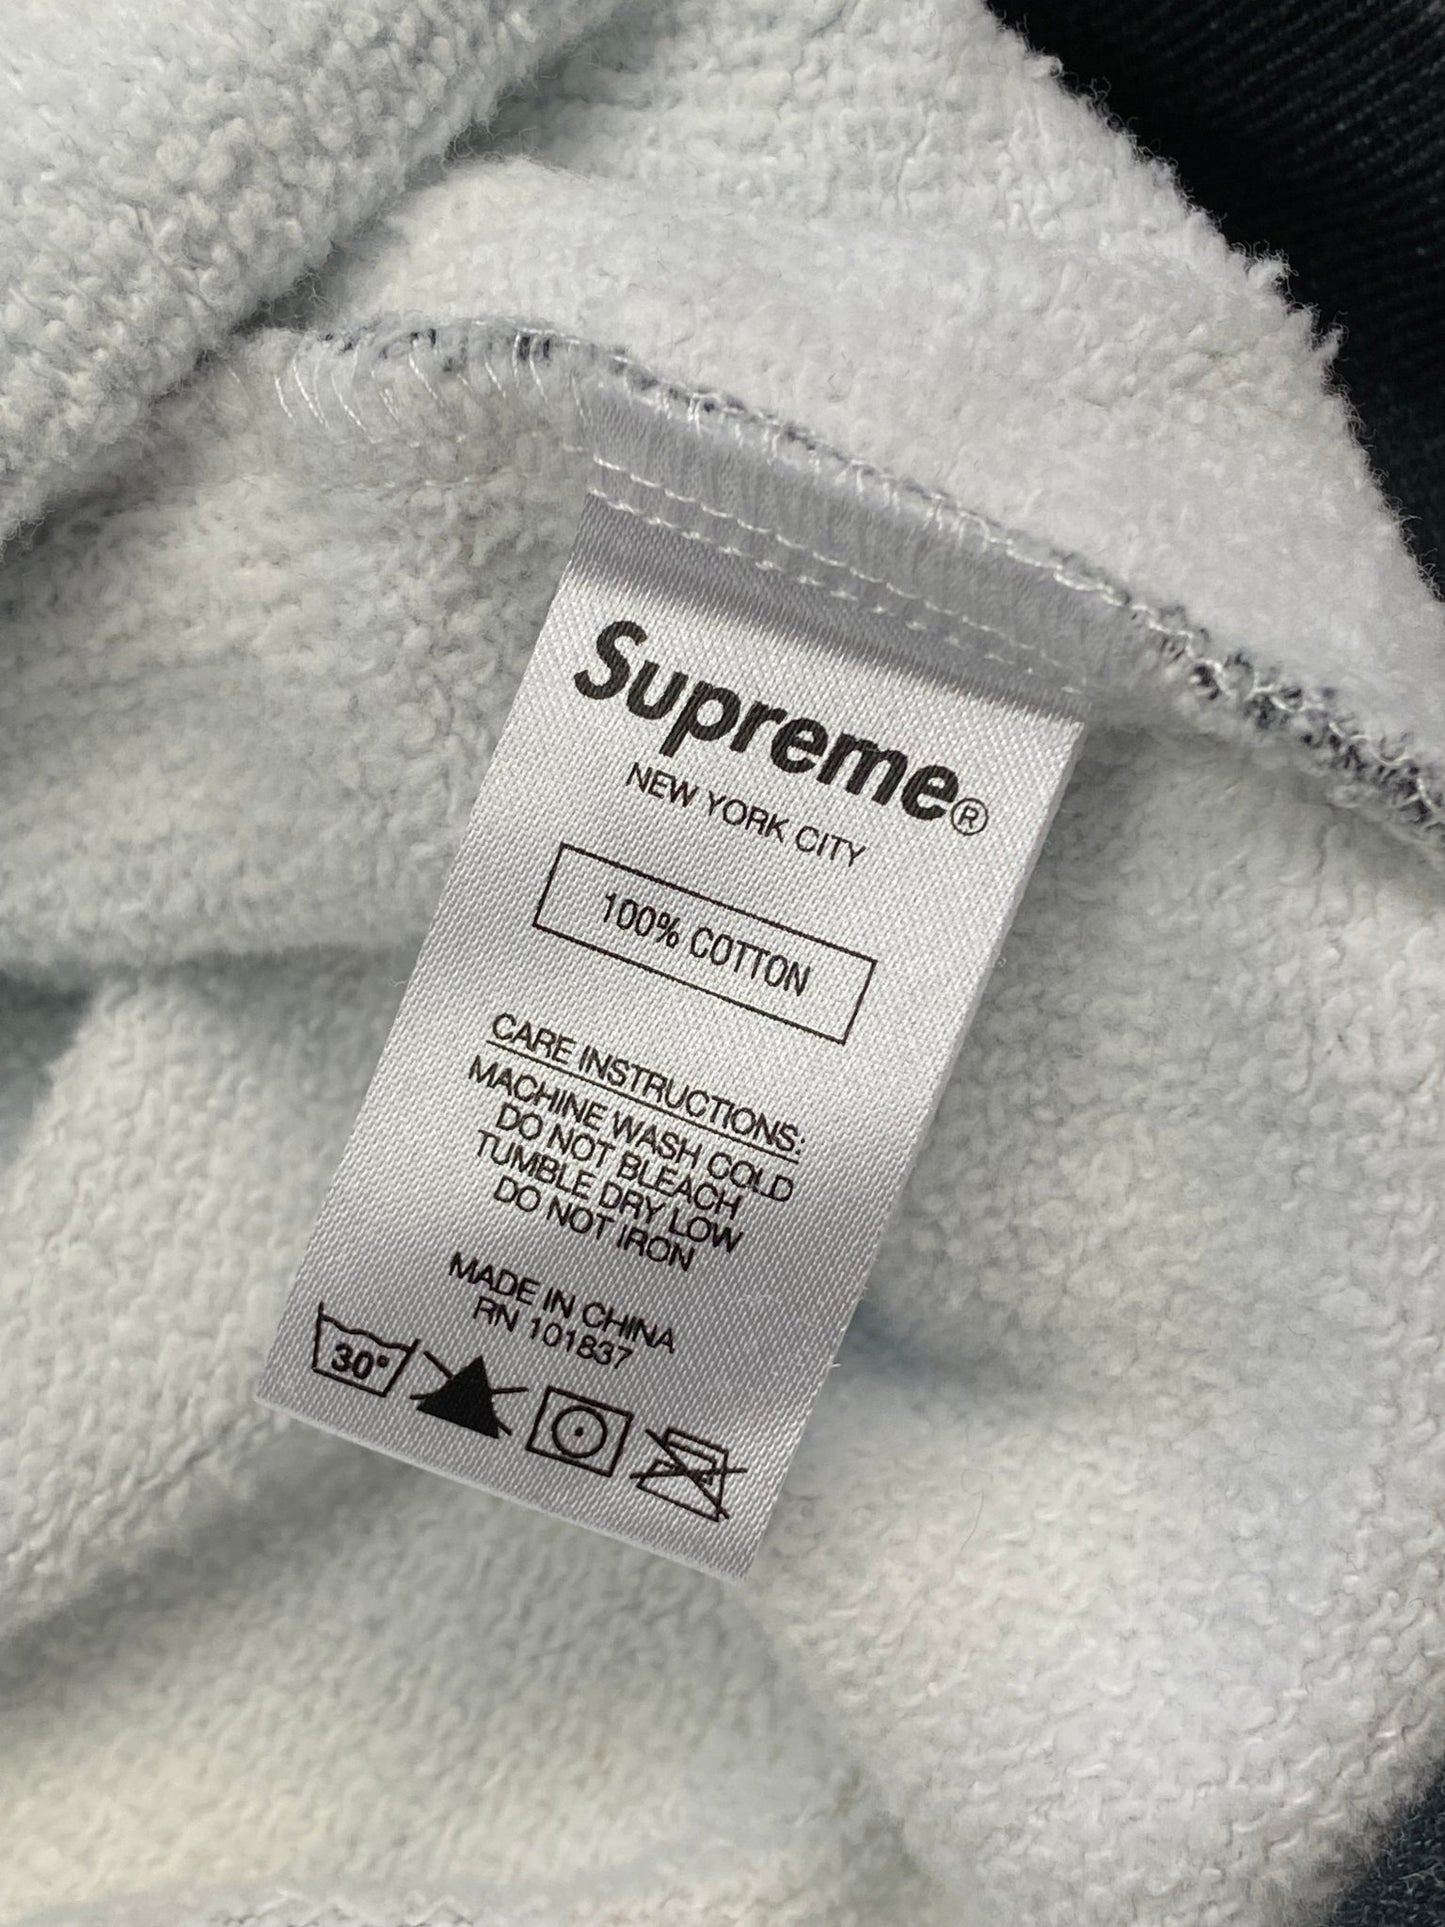 Supreme®
NEW YORK CITY
100% COTTON
CARE INSTRUCTIONS:
MACHINE WASH COLD
DO NOT BLEACH
TUMBLE DRY LOW
DO NOT IRON
MADE IN CHINA
RN 101837
30°